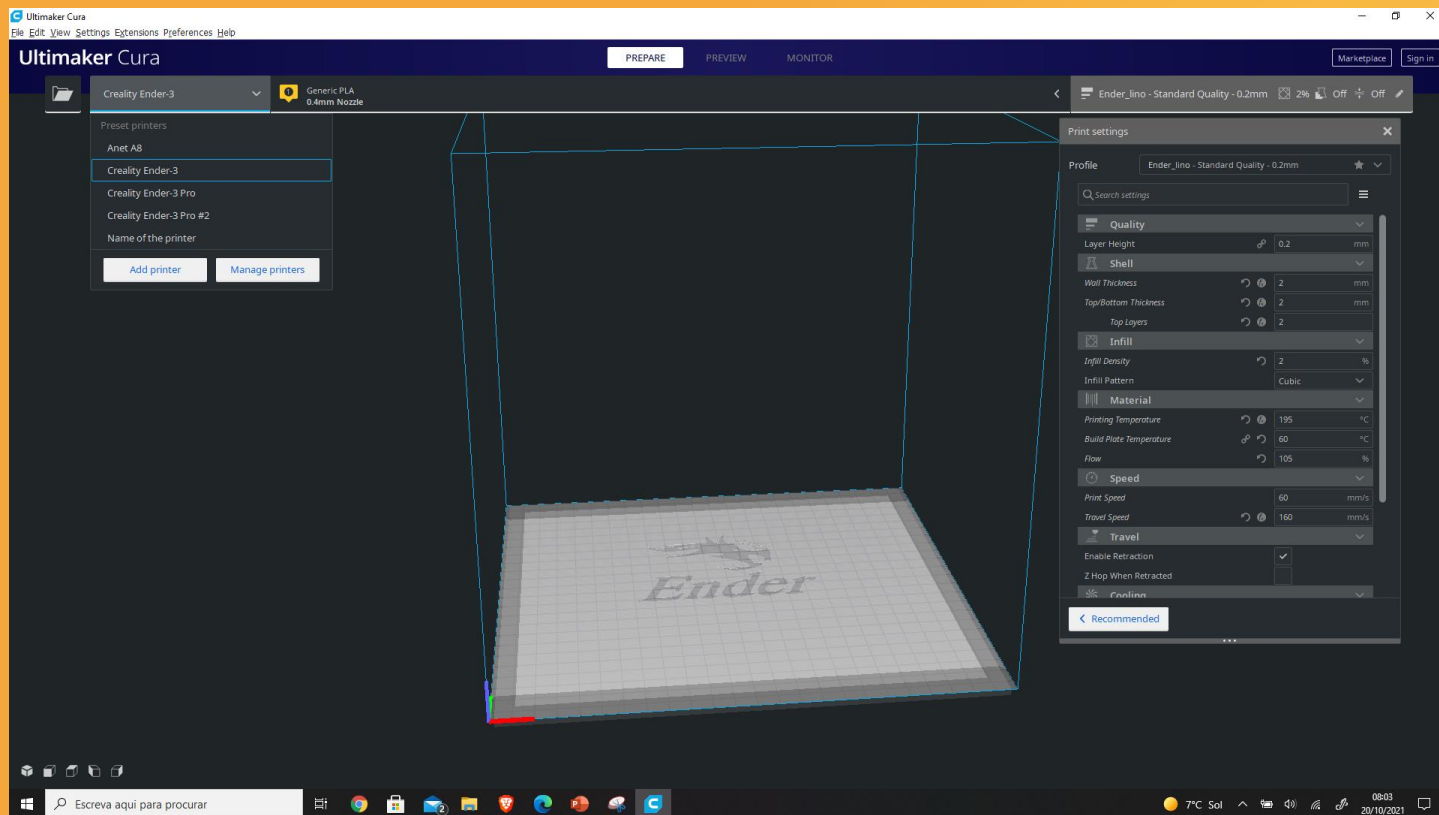 Ultimaker Cura
File Edit View Settings Extensions Preferences Help
Ultimaker Cura
PREPARE PREVIEW MONITOR
Marketplace Sign in
Creality Ender-3
Generic PLA
0.4mm Nozzle
Ender_lino - Standard Quality - 0.2mm 2% Off Off
Preset printers
Anet A8
Creality Ender-3
Creality Ender-3 Pro
Creality Ender-3 Pro #2
Name of the printer
Add printer Manage printers
Ender
Print settings
Profile Ender_lino - Standard Quality - 0.2mm
Search settings
Quality
Layer Height 0.2 mm
Shell
Wall Thickness 2 mm
Top/Bottom Thickness 2 mm
Top Layers 2
Infill
Infill Density 2 %
Infill Pattern Cubic
Material
Printing Temperature 195 °C
Build Plate Temperature 60 °C
Flow 105 %
Speed
Print Speed 60 mm/s
Travel Speed 160 mm/s
Travel
Enable Retraction
Z Hop When Retracted
Cooling
Recommended
Escreva aqui para procurar
2
7°C Sol
08:03
20/10/2021